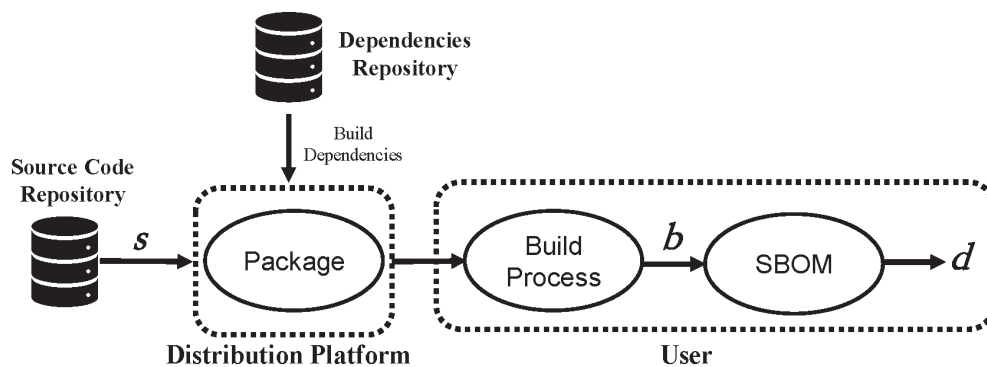 Dependencies
Repository
Build
Dependencies
Source Code
Repository
s
Package
Build
Process
b
SBOM
d
Distribution Platform
User